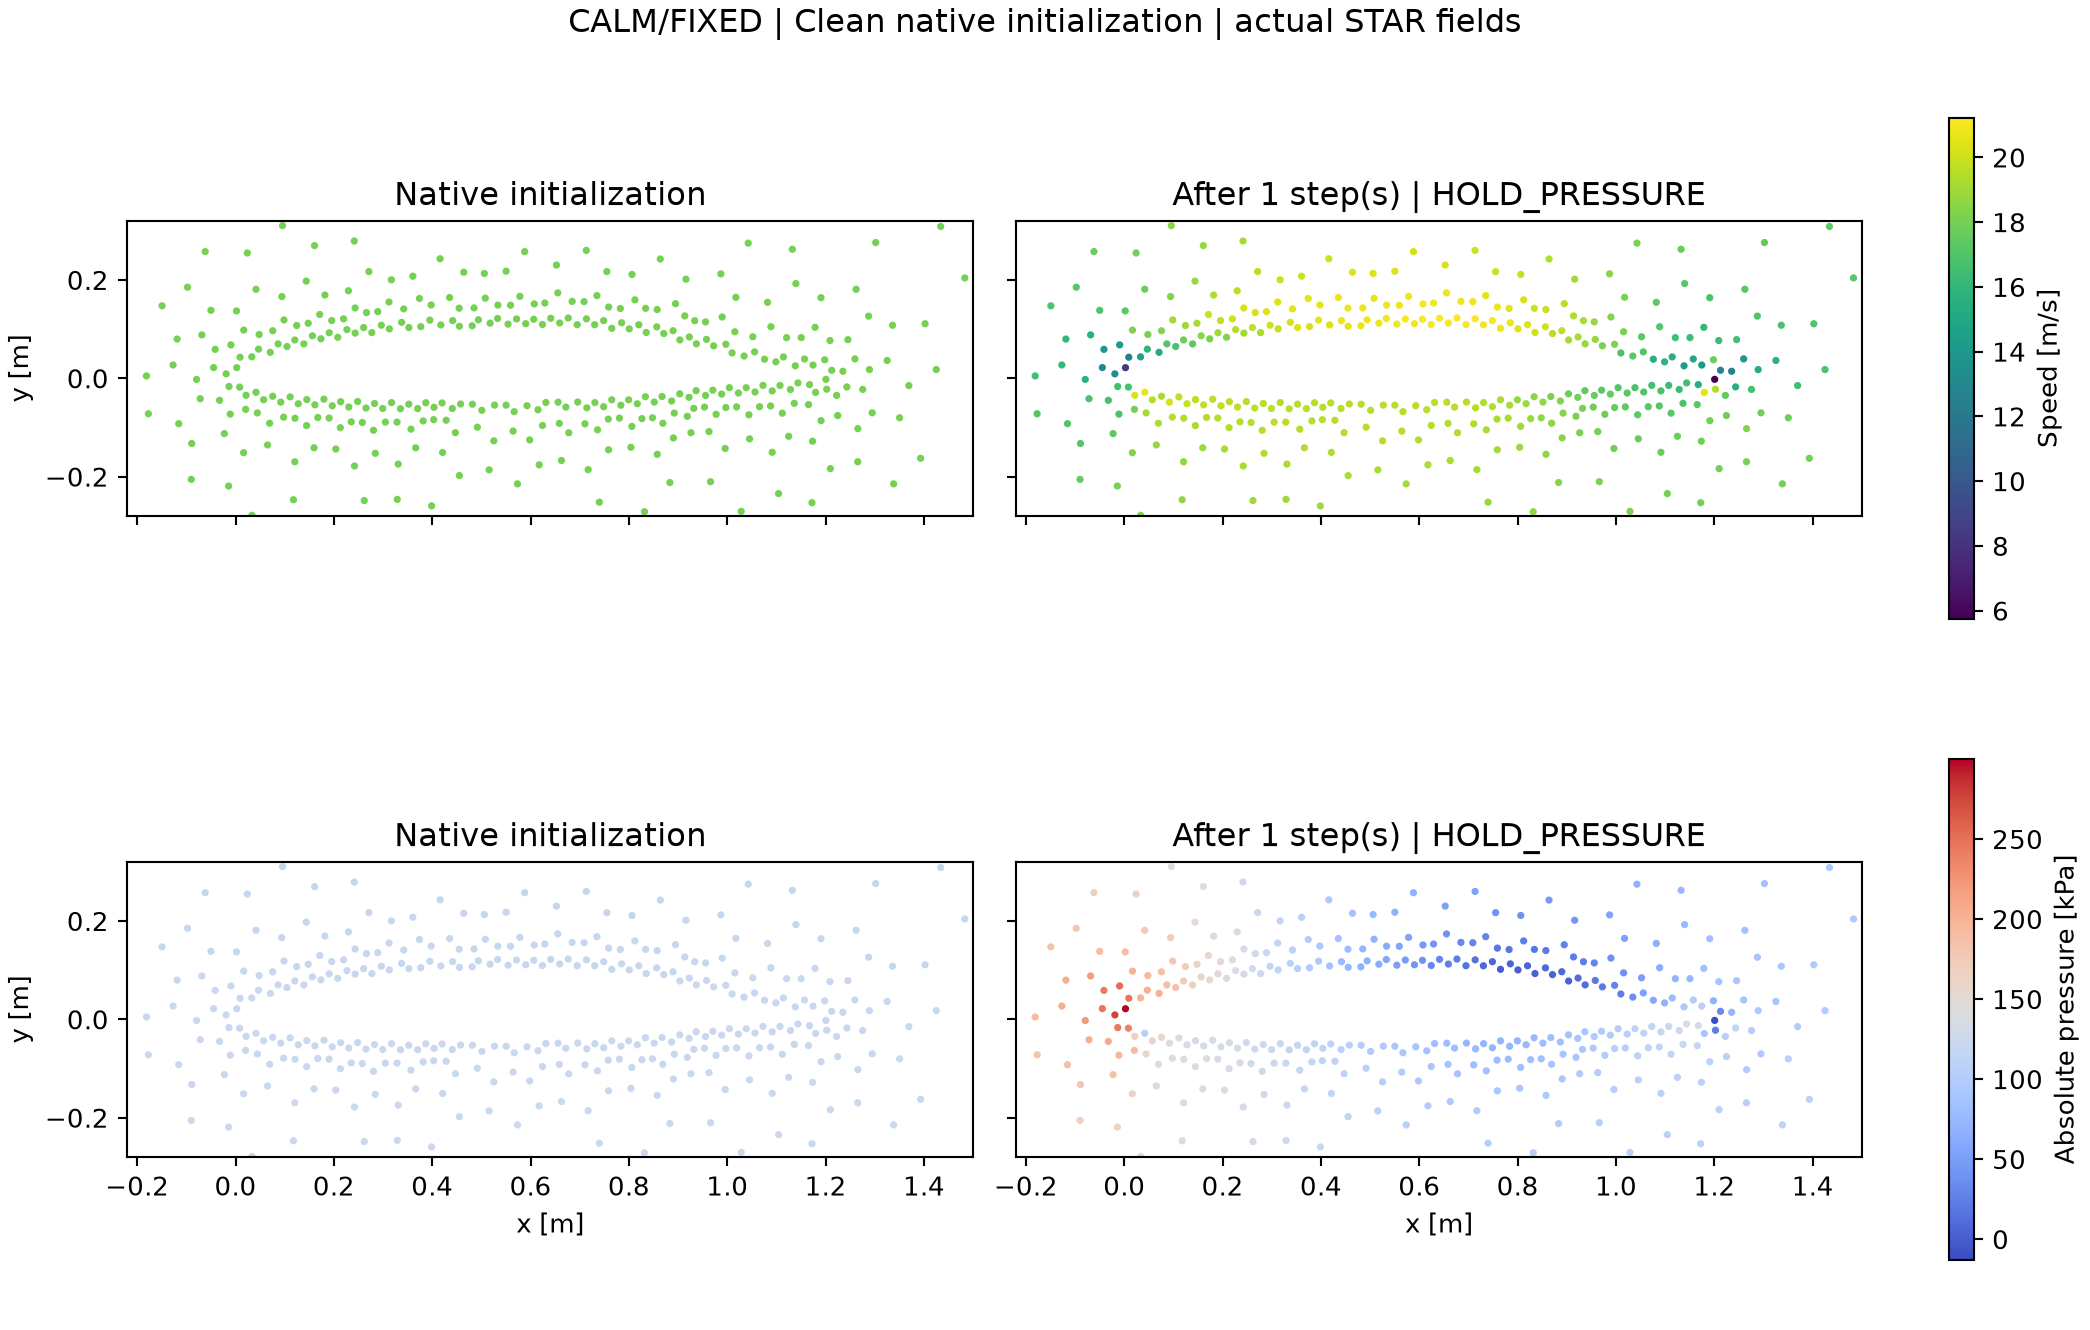 CALM/FIXED | Clean native initialization | actual STAR fields
Native initialization
After 1 step(s) | HOLD_PRESSURE
0.2
0.0
−0.2
y [m]
20
18
16
14
12
10
8
6
Speed [m/s]
Native initialization
After 1 step(s) | HOLD_PRESSURE
0.2
0.0
−0.2
y [m]
−0.2 0.0 0.2 0.4 0.6 0.8 1.0 1.2 1.4
x [m]
−0.2 0.0 0.2 0.4 0.6 0.8 1.0 1.2 1.4
x [m]
250
200
150
100
50
0
Absolute pressure [kPa]